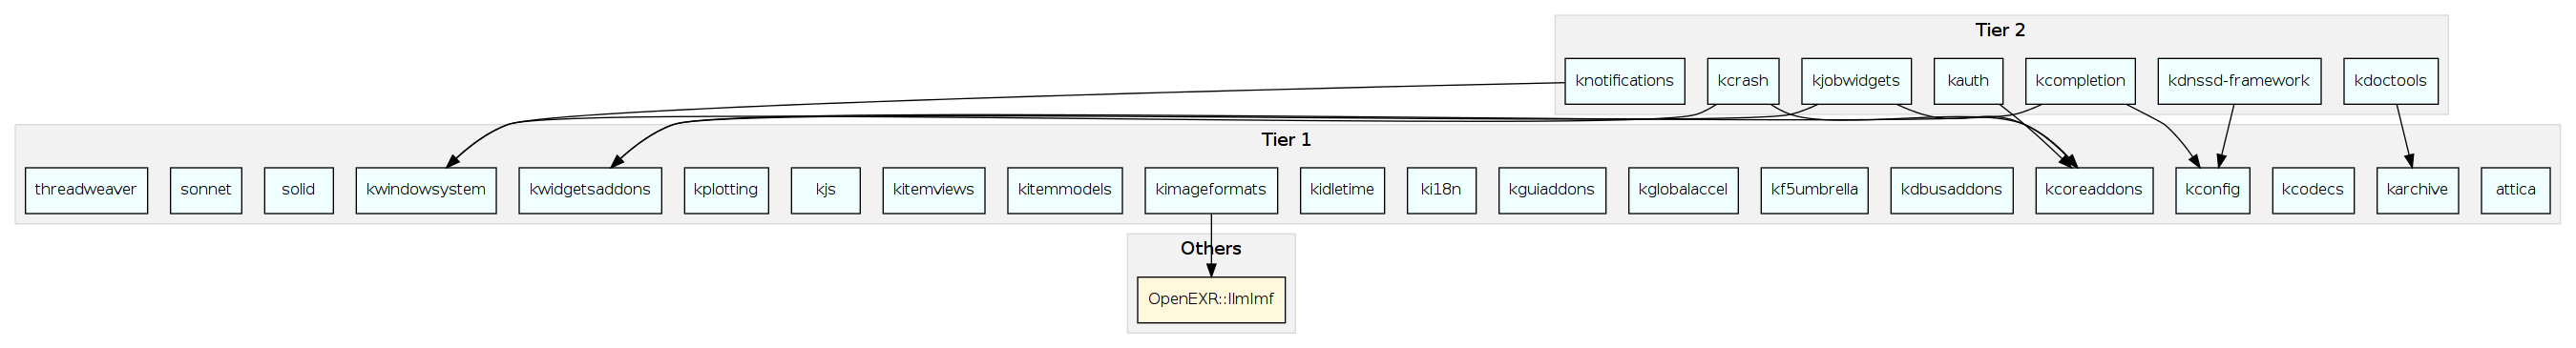 Tier 2
knotifications
kcrash
kjobwidgets
kauth
kcompletion
kdnssd-framework
kdoctools
Tier 1
threadweaver
sonnet
solid
kwindowsystem
kwidgetsaddons
kplotting
kjs
kitemviews
kitemmodels
kimageformats
kidletime
ki18n
kguiaddons
kglobalaccel
kf5umbrella
kdbusaddons
kcoreaddons
kconfig
kcodecs
karchive
attica
Others
OpenEXR::IlmImf